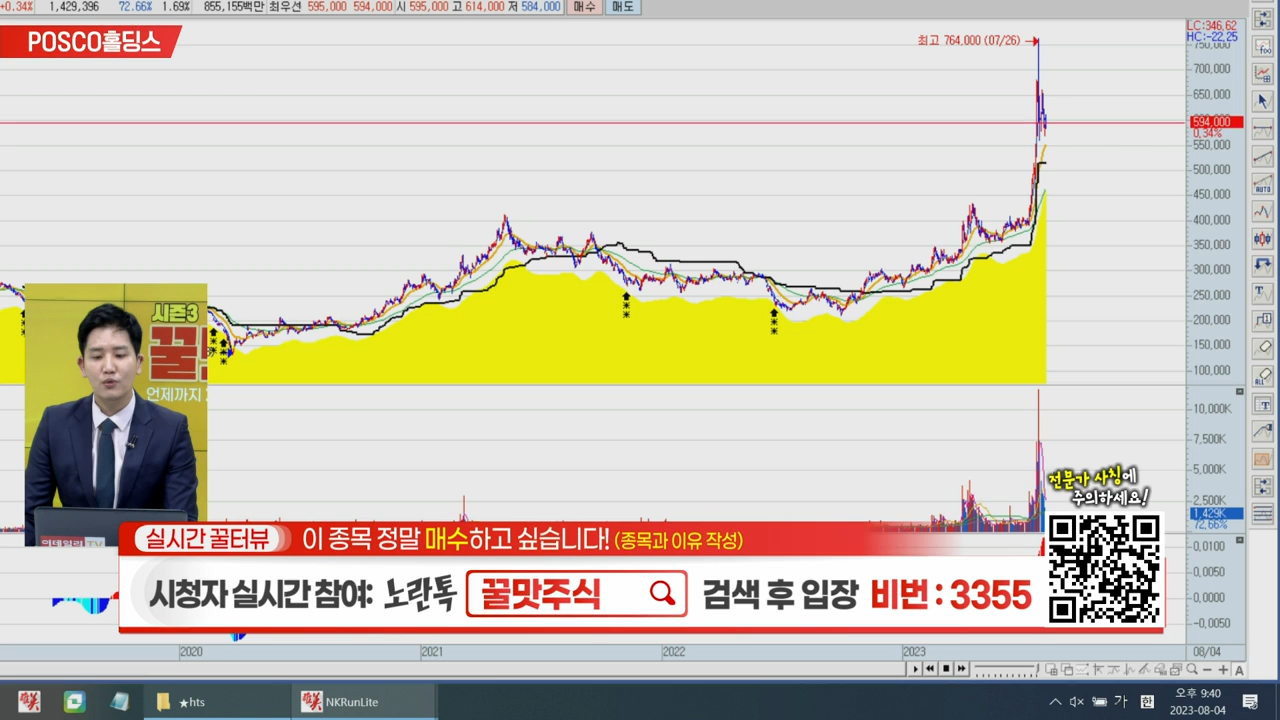 +0.34% 1,429,396 72.66% 1.69% 855,155백만 최우선 595,000 594,000 시 595,000 고 614,000 저 584,000 매수 매도
POSCO홀딩스
최고 764,000 (07/26)
LC:346,62
HC:-22,25
750,000
700,000
650,000
594,000
0,34%
550,000
500,000
450,000
400,000
350,000
300,000
250,000
200,000
150,000
100,000
10,000K
7,500K
5,000K
2,500K
1,429K
72,66%
0,0100
0,0050
0,0000
-0,0050
AUTO
ALL
시즌3
언제까지
전문가 사칭에
주의하세요!
실시간 꿀터뷰 이 종목 정말 매수하고 싶습니다! (종목과 이유 작성)
시청자 실시간 참여: 노란톡 꿀맛주식 검색 후 입장 비번 : 3355
2020 2021 2022 2023 08/04
★hts NKRunLite
가 한
오후 9:40
2023-08-04